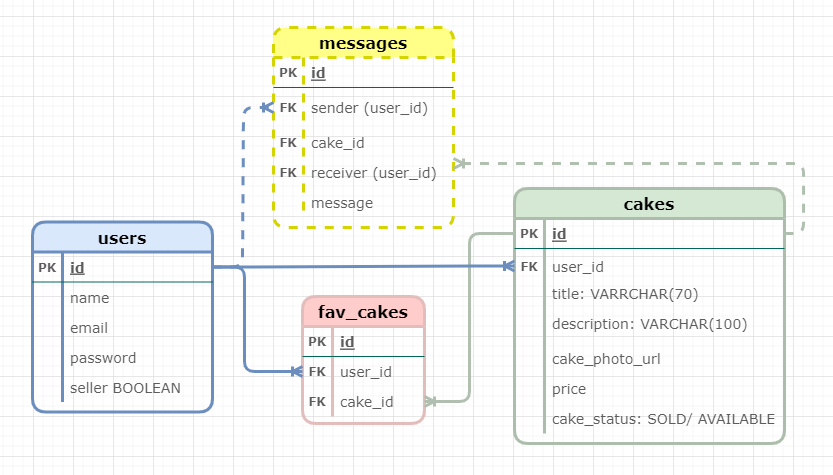 messages
PK id
FK sender (user_id)
FK cake_id
FK receiver (user_id)
message
users
PK id
name
email
password
seller BOOLEAN
fav_cakes
PK id
FK user_id
FK cake_id
cakes
PK id
FK user_id
title: VARRCHAR(70)
description: VARCHAR(100)
cake_photo_url
price
cake_status: SOLD/ AVAILABLE